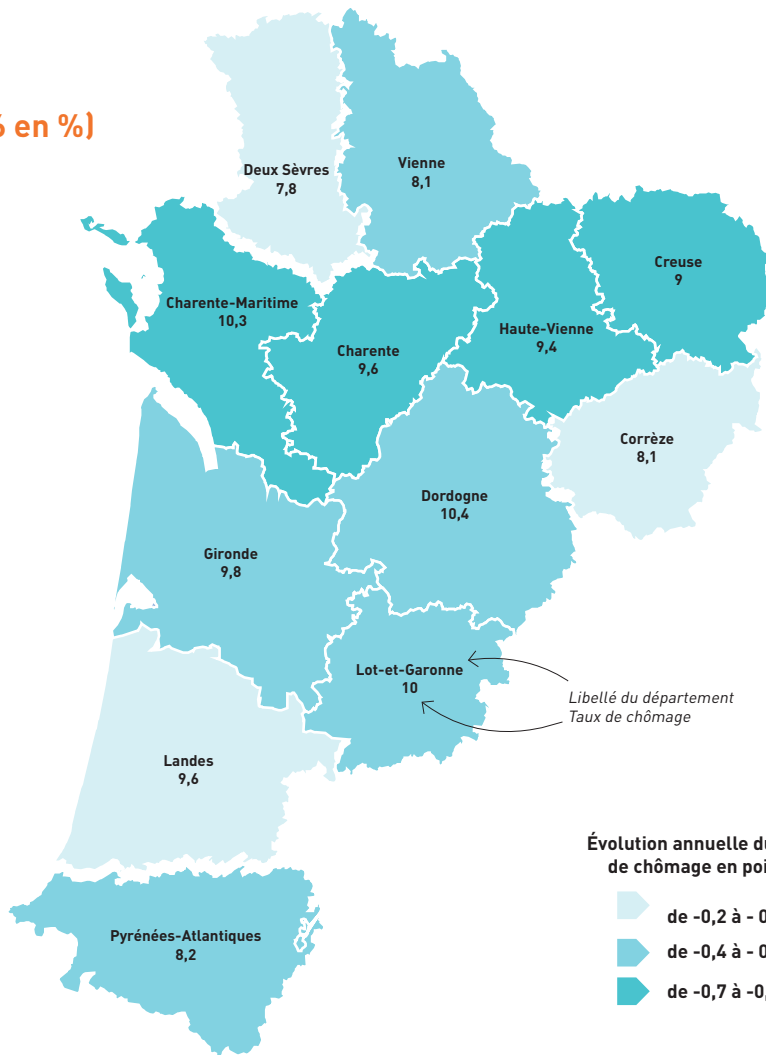 en %)
Deux Sèvres
7,8
Vienne
8,1
Creuse
9
Charente-Maritime
10,3
Haute-Vienne
9,4
Charente
9,6
Corrèze
8,1
Dordogne
10,4
Gironde
9,8
Lot-et-Garonne
10
Libellé du département
Taux de chômage
Landes
9,6
Évolution annuelle du
de chômage en
de -0,2 à - 0
de -0,4 à - 0
de -0,7 à -0,
Pyrénées-Atlantiques
8,2